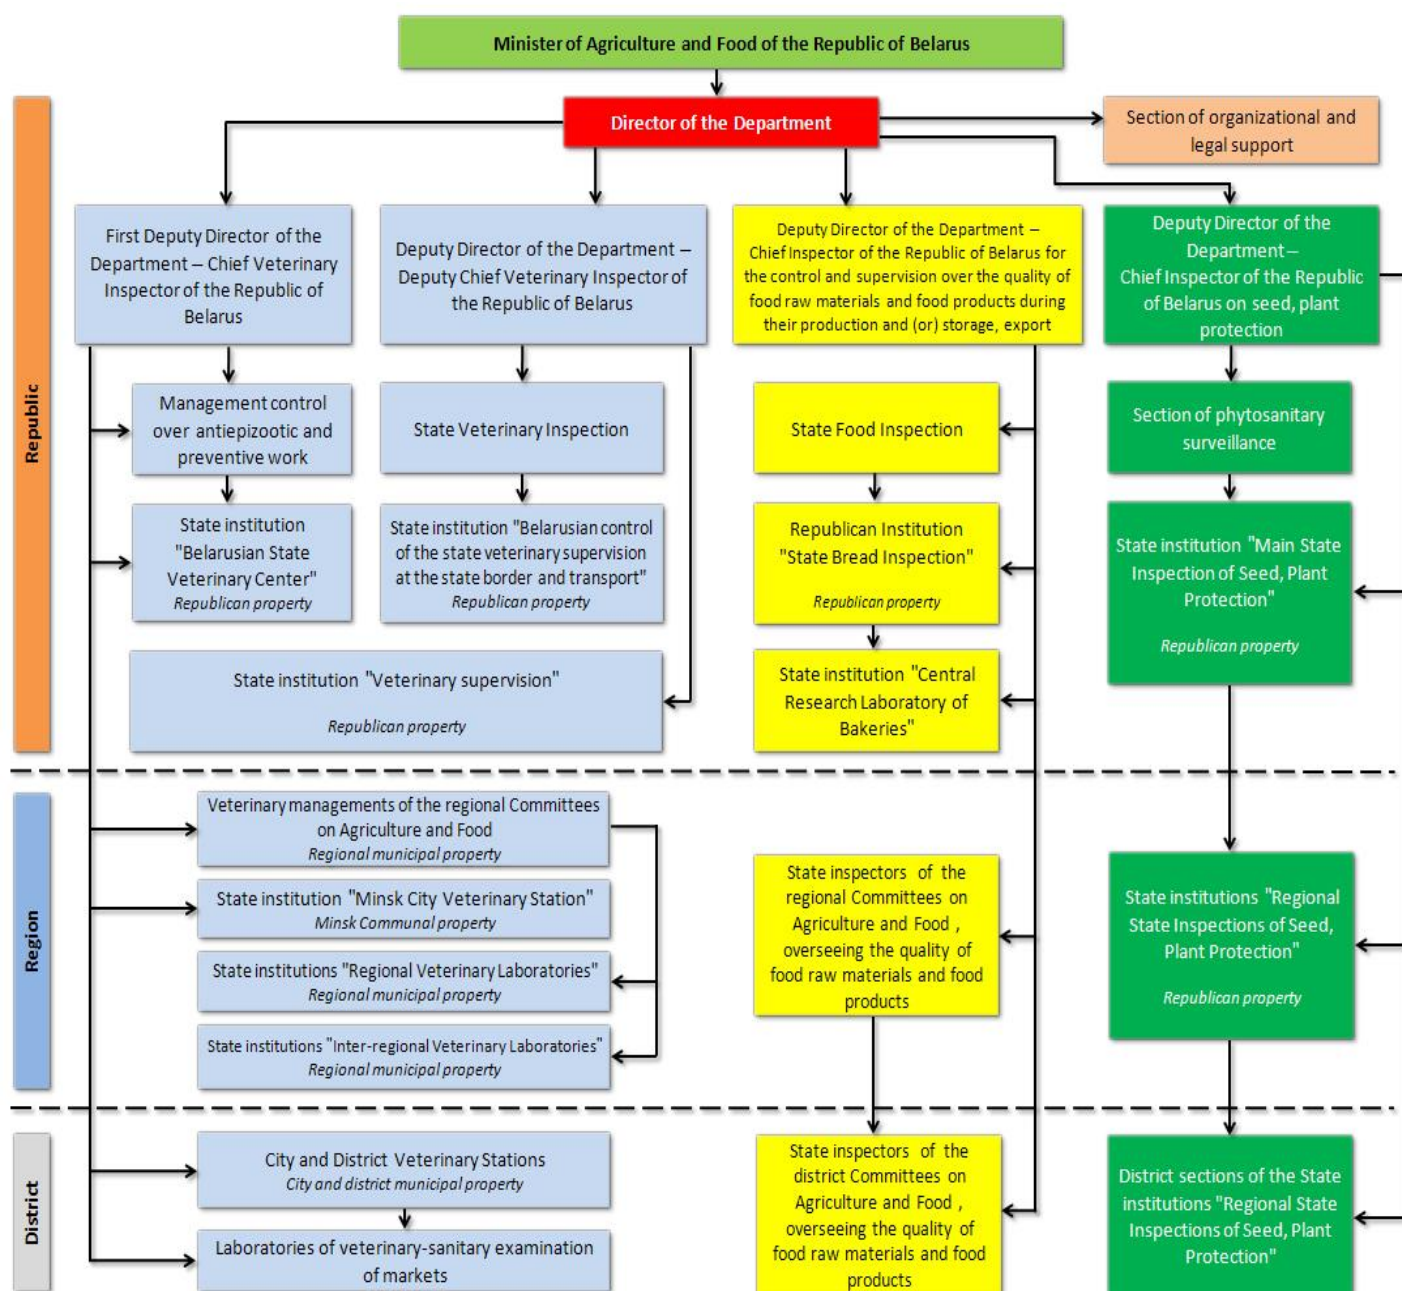 Minister of Agriculture and Food of the Republic of Belarus
Director of the Department
Section of organizational and
legal support
Republic
First Deputy Director of the
Department – Chief Veterinary
Inspector of the Republic of
Belarus
Deputy Director of the Department –
Deputy Chief Veterinary Inspector of
the Republic of Belarus
Deputy Director of the Department –
Chief Inspector of the Republic of Belarus for
the control and supervision over the quality of
food raw materials and food products during
their production and (or) storage, export
Deputy Director of the
Department –
Chief Inspector of the Republic
of Belarus on seed, plant
protection
Management control
over antiepizootic and
preventive work
State Veterinary Inspection
State Food Inspection
Section of phytosanitary
surveillance
State institution
"Belarusian State
Veterinary Center"
Republican property
State institution "Belarusian control
of the state veterinary supervision
at the state border and transport"
Republican property
Republican Institution
"State Bread Inspection"
Republican property
State institution "Main State
Inspection of Seed, Plant
Protection"
Republican property
State institution "Veterinary supervision"
Republican property
State institution "Central
Research Laboratory of
Bakeries"
Region
Veterinary managements of the regional Committees
on Agriculture and Food
Regional municipal property
State institution "Minsk City Veterinary Station"
Minsk Communal property
State institutions "Regional Veterinary Laboratories"
Regional municipal property
State institutions "Inter-regional Veterinary Laboratories"
Regional municipal property
State inspectors of the
regional Committees on
Agriculture and Food ,
overseeing the quality of
food raw materials and food
products
State institutions "Regional
State Inspections of Seed,
Plant Protection"
Republican property
District
City and District Veterinary Stations
City and district municipal property
Laboratories of veterinary-sanitary examination
of markets
State inspectors of the
district Committees on
Agriculture and Food ,
overseeing the quality of
food raw materials and food
products
District sections of the State
institutions "Regional State
Inspections of Seed, Plant
Protection"